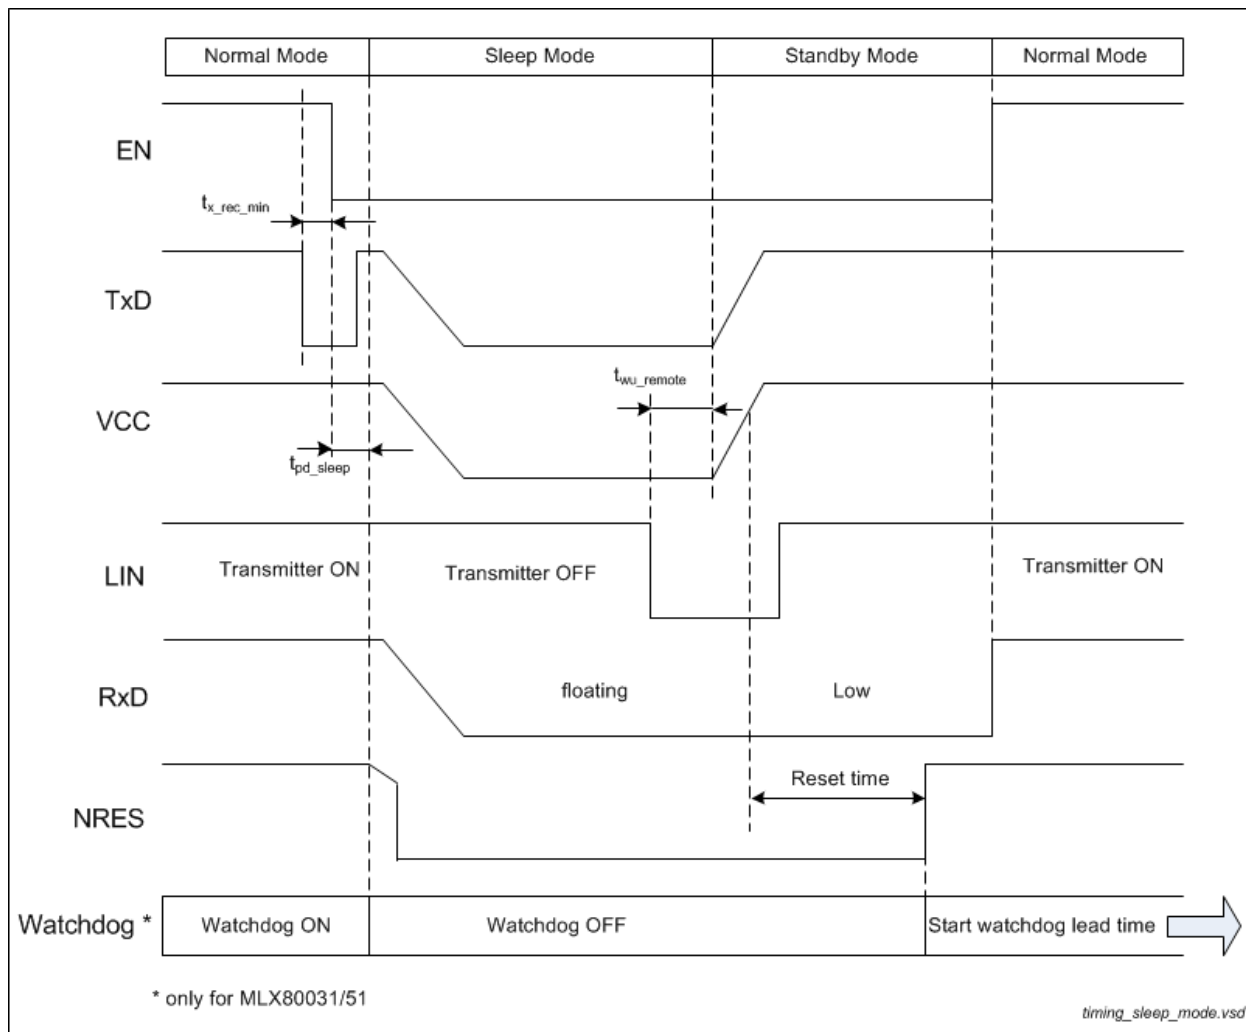 Normal Mode Sleep Mode Standby Mode Normal Mode
EN
tx_rec_min
TxD
twu_remote
VCC
tpd_sleep
LIN Transmitter ON Transmitter OFF Transmitter ON
RxD floating Low
Reset time
NRES
Watchdog * Watchdog ON Watchdog OFF Start watchdog lead time
* only for MLX80031/51
timing_sleep_mode.vsd